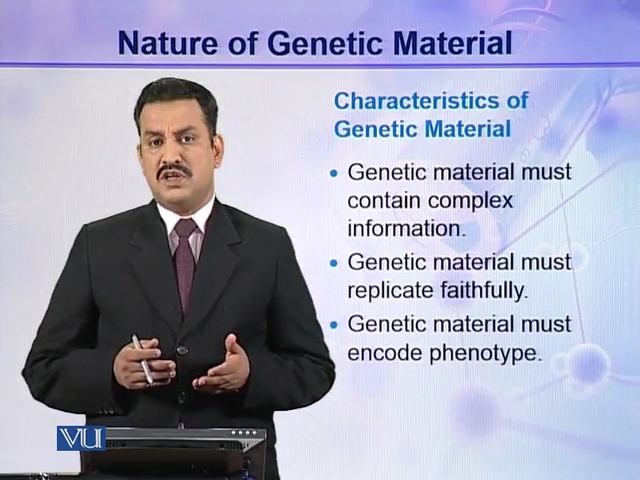 Nature of Genetic Material
Characteristics of
Genetic Material
• Genetic material must
contain complex
information.
• Genetic material must
replicate faithfully.
• Genetic material must
encode phenotype.
VU